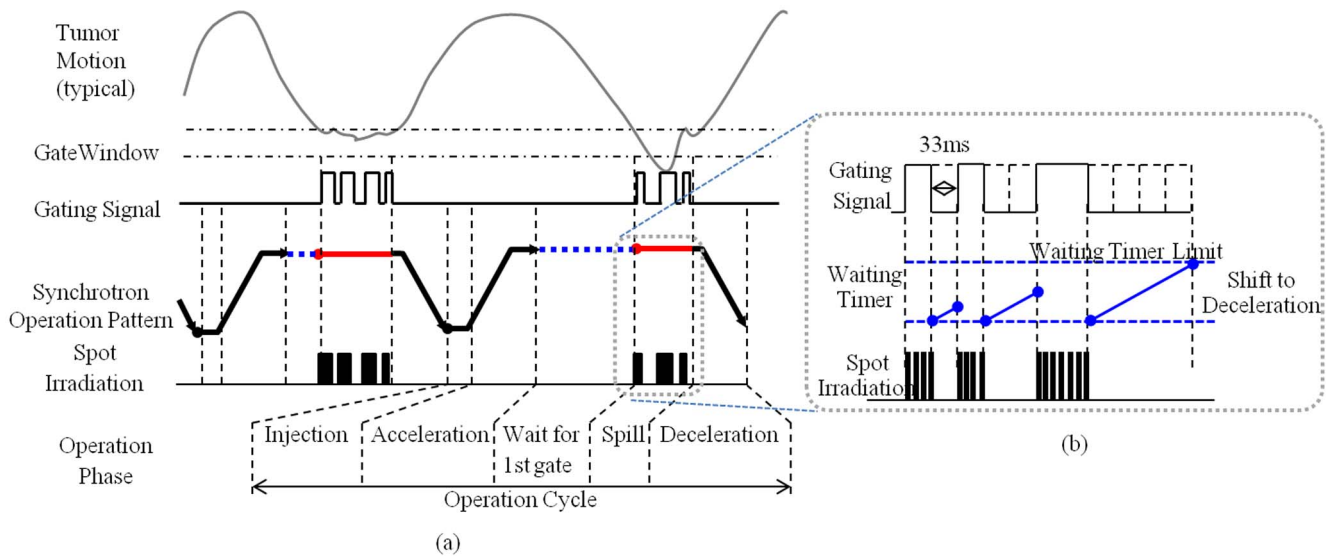 Tumor
Motion
(typical)
GateWindow
Gating Signal
Synchrotron
Operation Pattern
Spot
Irradiation
Operation
Phase
Injection
Acceleration
Wait for
1st gate
Spill
Deceleration
Operation Cycle
(a)
33ms
Gating
Signal
Waiting Timer Limit
Waiting
Timer
Shift to
Deceleration
Spot
Irradiation
(b)